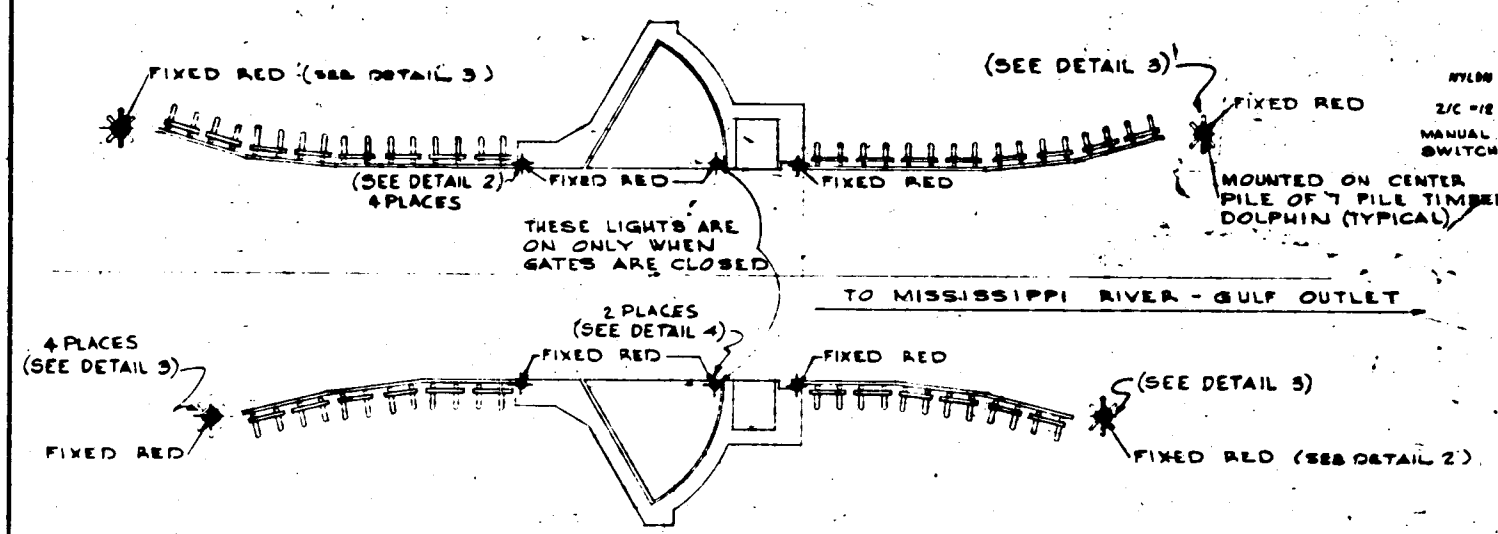 FIXED RED (SEE DETAIL 3)
(SEE DETAIL 3)
FIXED RED
NYLON
2/C #18
MANUAL
SWITCH
MOUNTED ON CENTER
PILE OF 7 PILE TIMBER
DOLPHIN (TYPICAL)
(SEE DETAIL 2)
4 PLACES
FIXED RED
FIXED RED
THESE LIGHTS ARE
ON ONLY WHEN
GATES ARE CLOSED
TO MISSISSIPPI RIVER - GULF OUTLET
2 PLACES
(SEE DETAIL 4)
4 PLACES
(SEE DETAIL 3)
FIXED RED
FIXED RED
(SEE DETAIL 3)
FIXED RED
FIXED RED (SEE DETAIL 2)